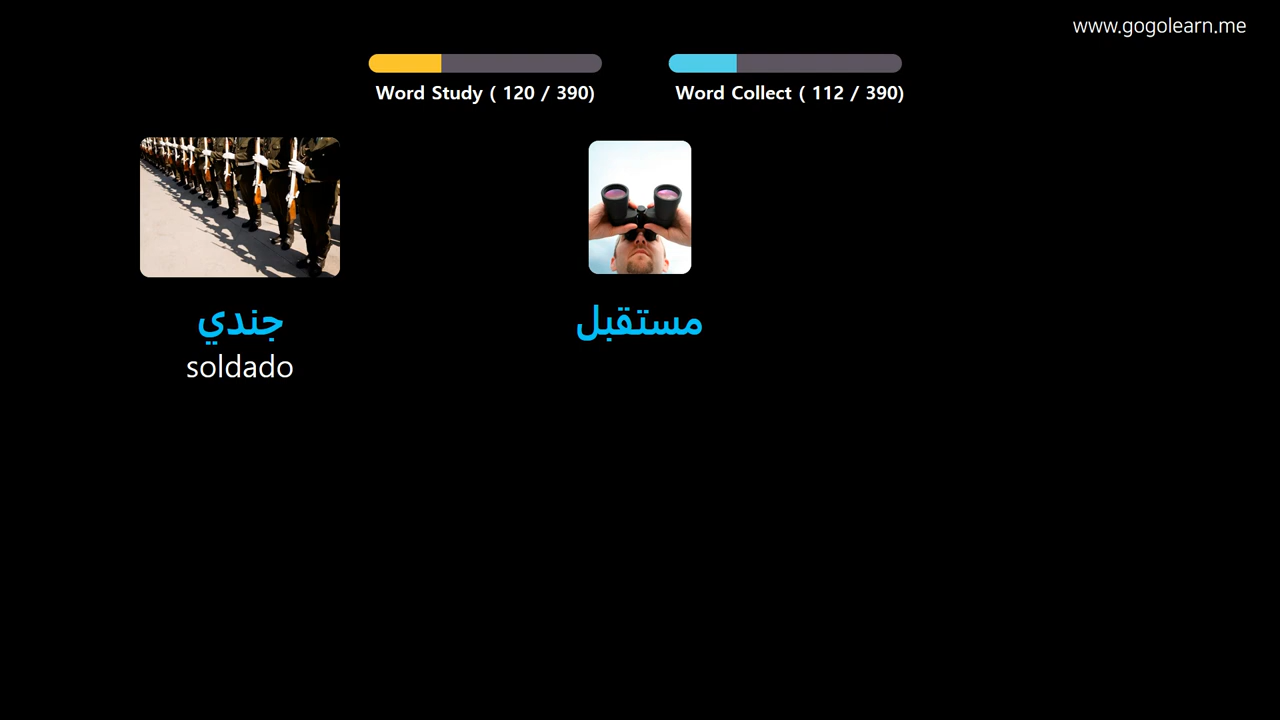 www.gogolearn.me
Word Study ( 120 / 390)
Word Collect ( 112 / 390)
جندي
soldado
مستقبل